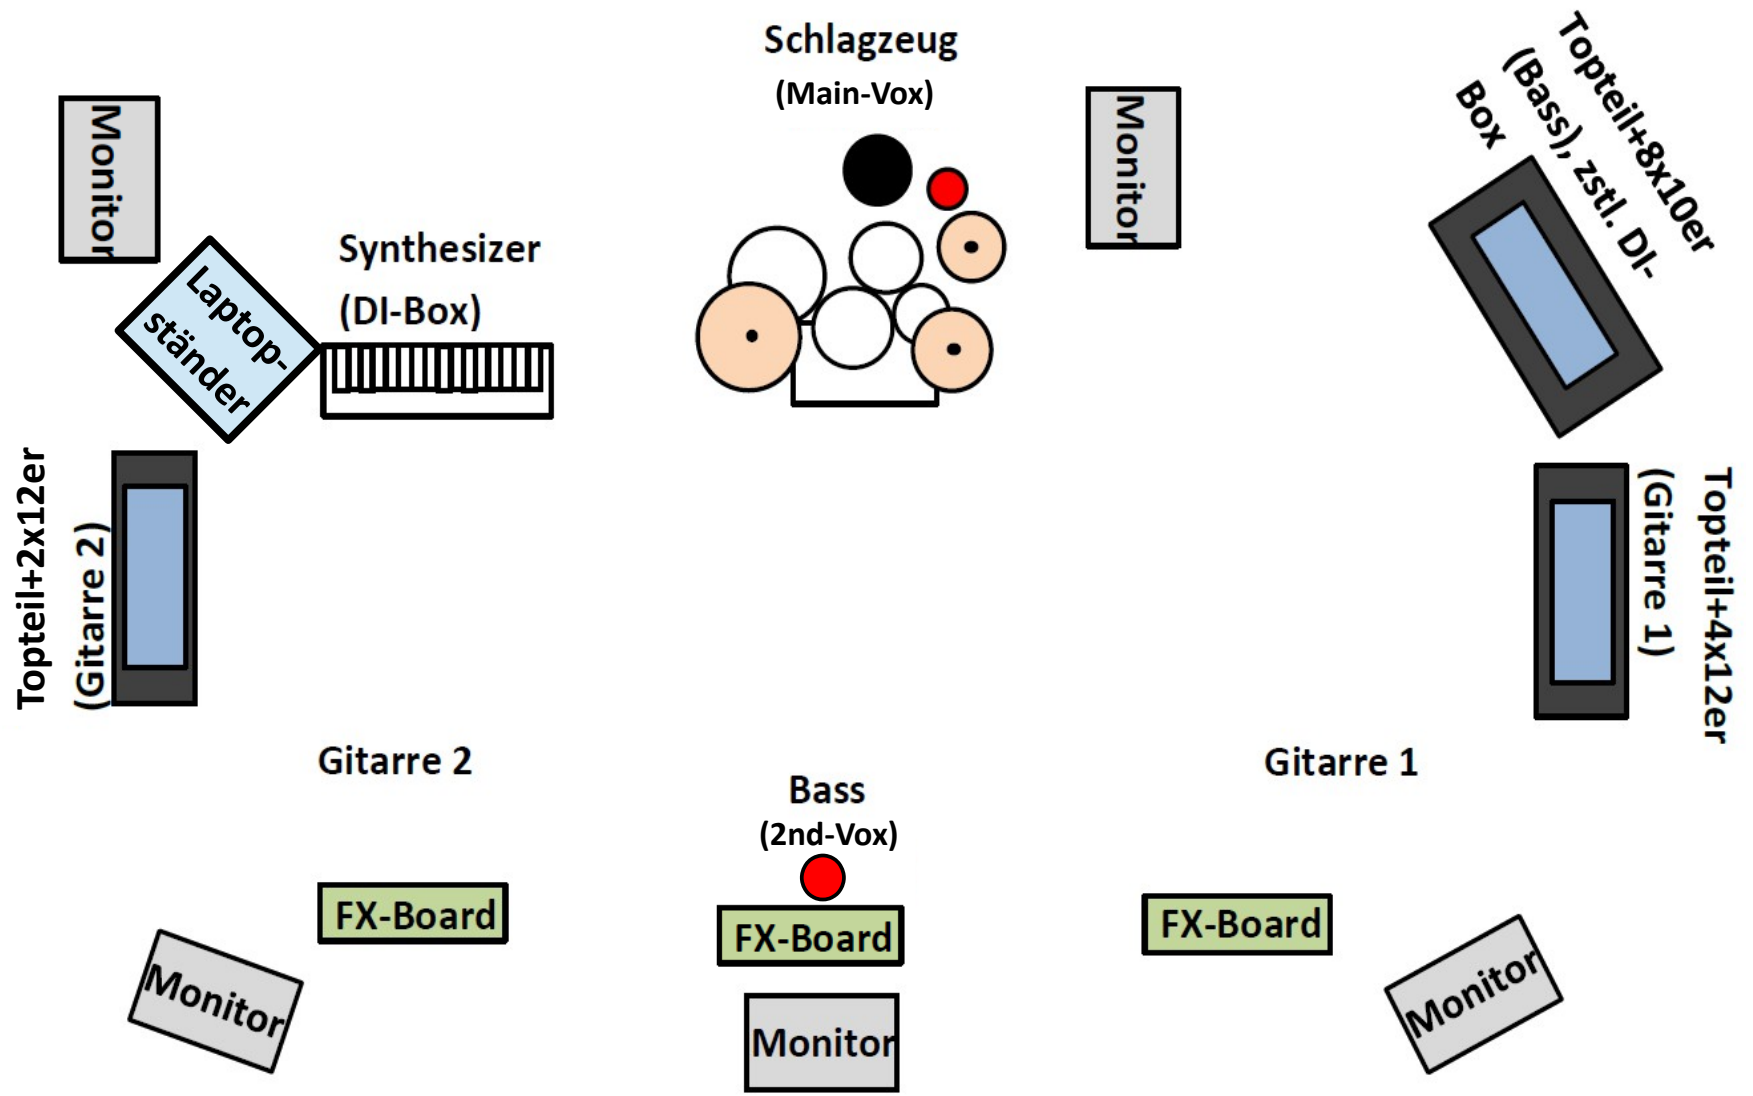 Schlagzeug
(Main-Vox)
Monitor
Monitor
Topteil+8x10er
(Bass), zstl. DI-
Box
Synthesizer
(DI-Box)
Laptop-
ständer
Topteil+2x12er
(Gitarre 2)
Topteil+4x12er
(Gitarre 1)
Gitarre 2
Bass
(2nd-Vox)
Gitarre 1
FX-Board
FX-Board
FX-Board
Monitor
Monitor
Monitor